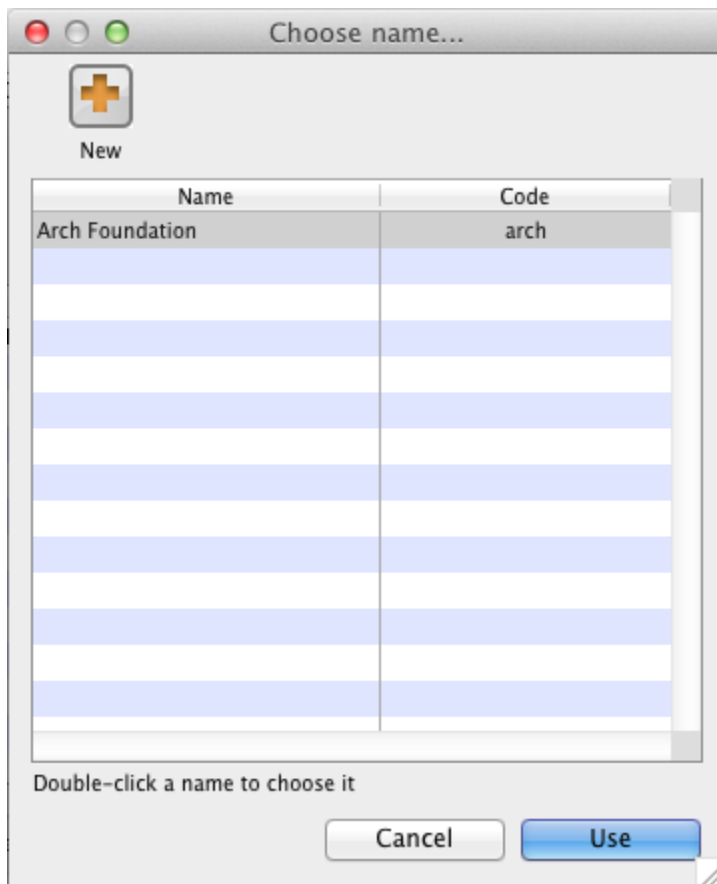 Choose name...
New
Name Code
Arch Foundation arch
Double-click a name to choose it
Cancel Use